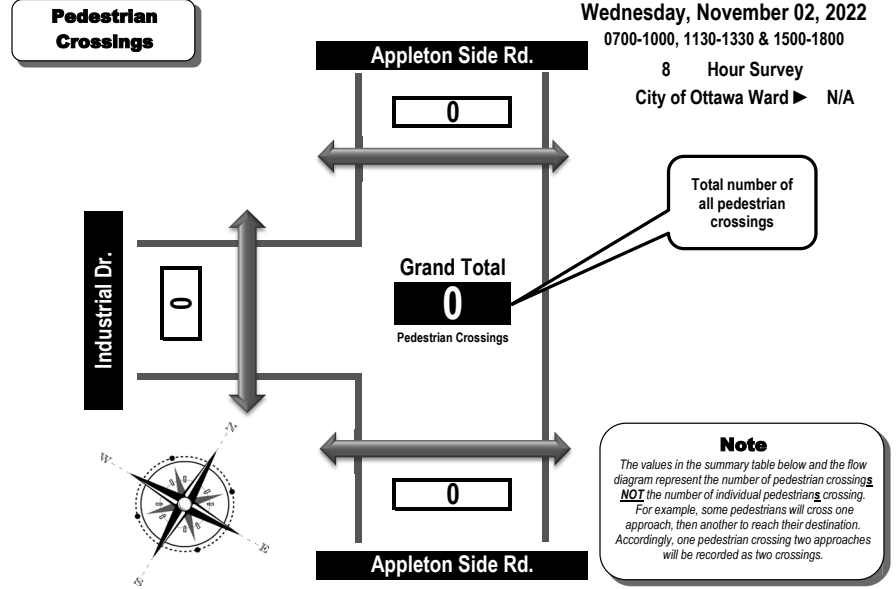 Pedestrian
Crossings
Wednesday, November 02, 2022
0700-1000, 1130-1330 & 1500-1800
8 Hour Survey
City of Ottawa Ward ► N/A
Appleton Side Rd.
0
Total number of
all pedestrian
crossings
Industrial Dr.
0
Grand Total
0
Pedestrian Crossings
0
Appleton Side Rd.
N
W
E
S
Note
The values in the summary table below and the flow
diagram represent the number of pedestrian crossings
NOT the number of individual pedestrians crossing.
For example, some pedestrians will cross one
approach, then another to reach their destination.
Accordingly, one pedestrian crossing two approaches
will be recorded as two crossings.